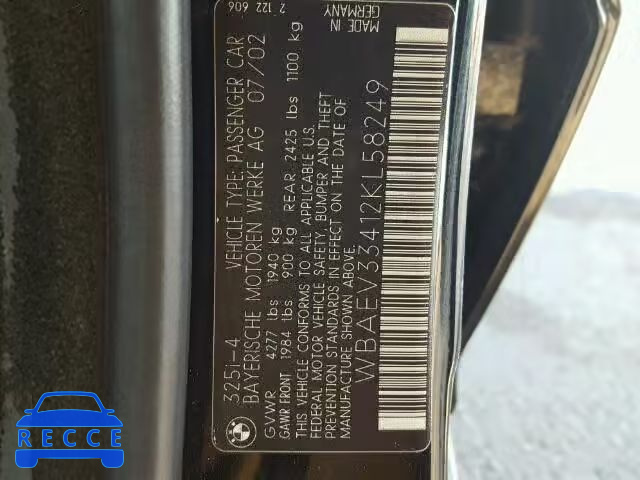 325i-4 VEHICLE TYPE: PASSENGER CAR
BAYERISCHE MOTOREN WERKE AG 07/02
GVWR 4277 lbs 1940 kg
GAWR FRONT 1984 lbs 900 kg REAR: 2425 lbs 1100 kg
THIS VEHICLE CONFORMS TO ALL APPLICABLE U.S.
FEDERAL MOTOR VEHICLE SAFETY, BUMPER AND THEFT
PREVENTION STANDARDS IN EFFECT ON THE DATE OF
MANUFACTURE SHOWN ABOVE.
WBAEV33412KL58249
2 122 606
MADE IN
GERMANY
BMW
RECCE